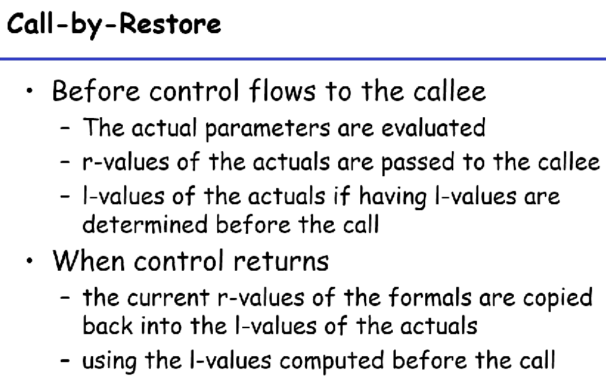 Call-by-Restore
• Before control flows to the callee
– The actual parameters are evaluated
– r-values of the actuals are passed to the callee
– l-values of the actuals if having l-values are
determined before the call
• When control returns
– the current r-values of the formals are copied
back into the l-values of the actuals
– using the l-values computed before the call